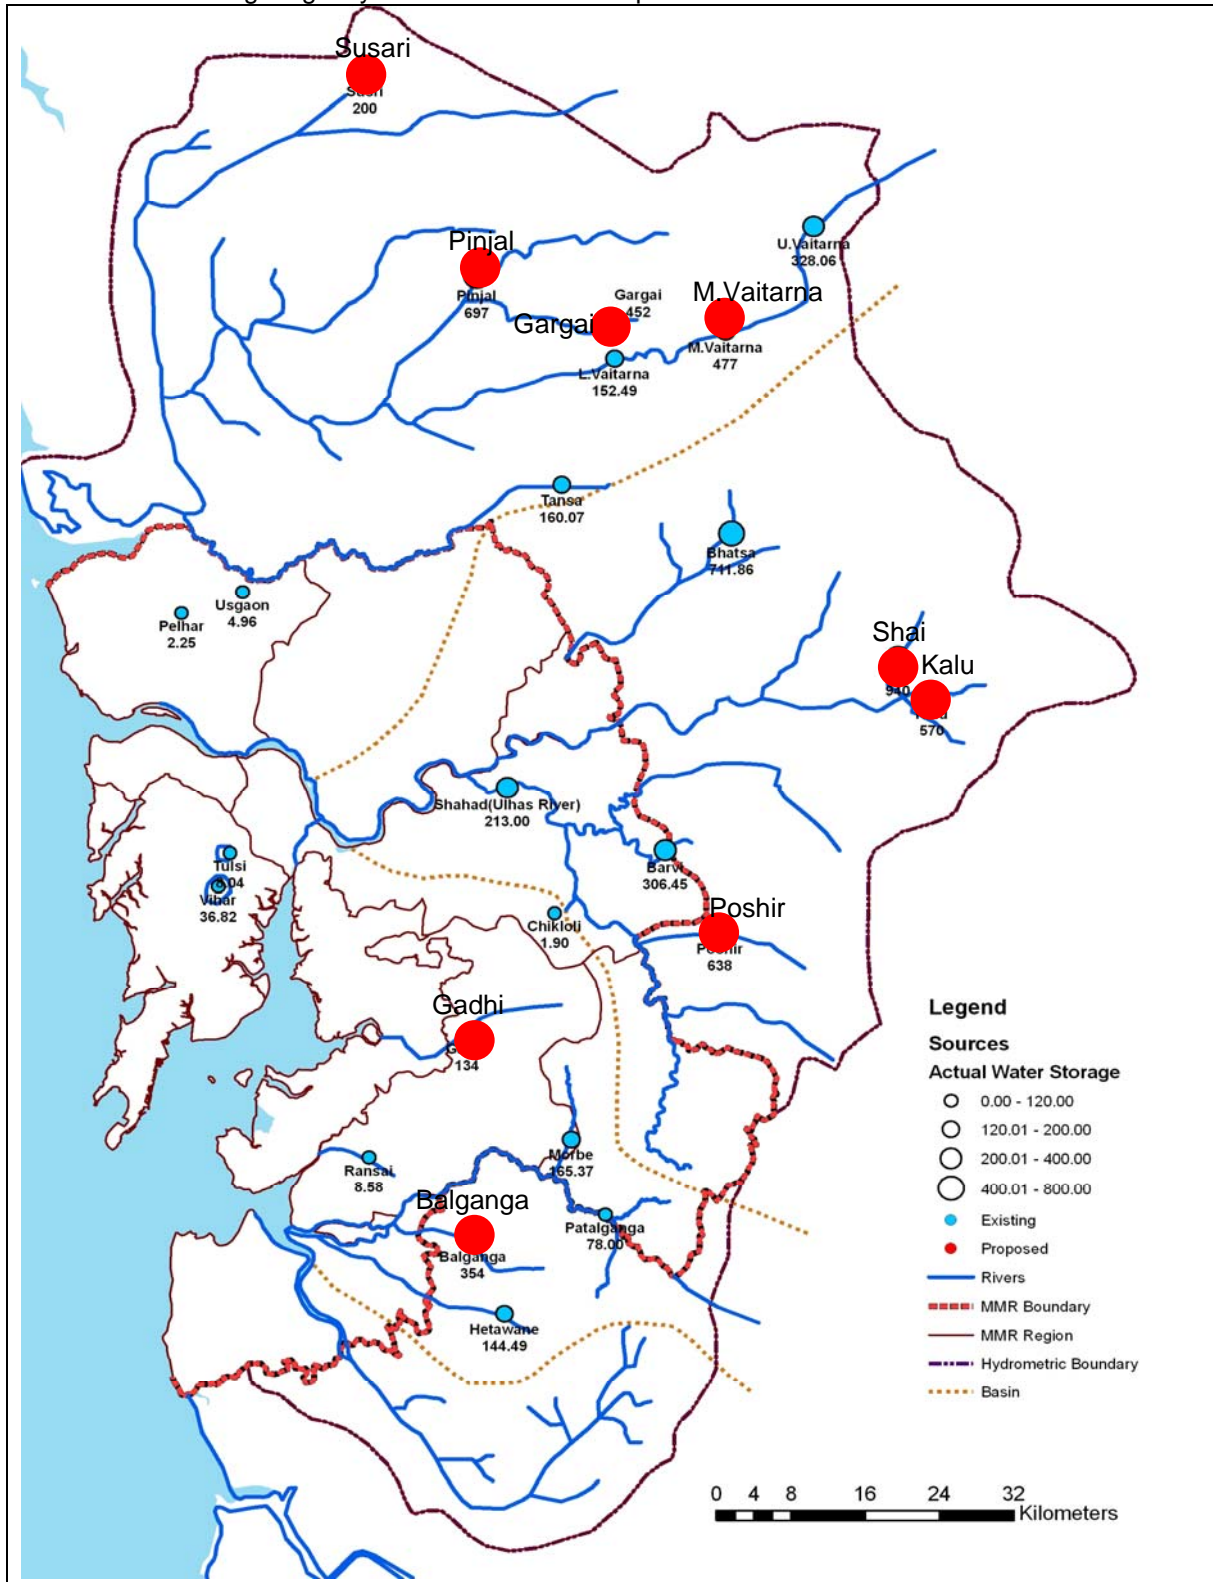 Susari
200
Pinjal
Pinjal
697
Gargai
452
Gargai
M.Vaitarna
M.Vaitarna
477
U.Vaitarna
328.06
L.Vaitarna
152.49
Tansa
160.07
Bhatsa
711.86
Usgaon
4.96
Pelhar
2.25
Shai
940
Kalu
570
Shahad(Ulhas River)
213.00
Tulsi
8.04
Vihar
36.82
Barvi
306.45
Chikloli
1.90
Poshir
Poshir
638
Gadhi
134
Morbe
165.37
Ransai
8.58
Balganga
Balganga
354
Patalganga
78.00
Hetawane
144.49
Legend
Sources
Actual Water Storage
0.00 - 120.00
120.01 - 200.00
200.01 - 400.00
400.01 - 800.00
Existing
Proposed
Rivers
MMR Boundary
MMR Region
Hydrometric Boundary
Basin
0 4 8 16 24 32
Kilometers